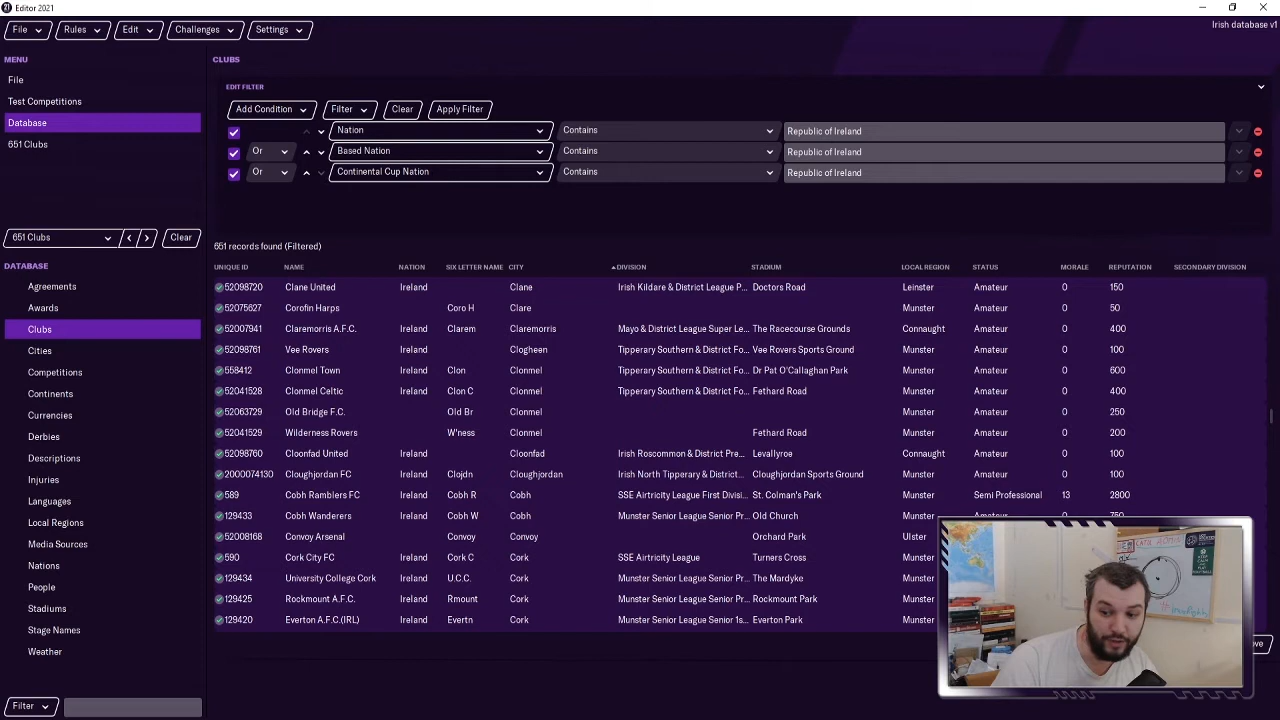 Editor 2021
File
Rules
Edit
Challenges
Settings
Irish database v1
MENU
File
Test Competitions
Database
651 Clubs
651 Clubs
Clear
DATABASE
Agreements
Awards
Clubs
Cities
Competitions
Continents
Currencies
Derbies
Descriptions
Injuries
Languages
Local Regions
Media Sources
Nations
People
Stadiums
Stage Names
Weather
Filter
CLUBS
EDIT FILTER
Add Condition Filter Clear Apply Filter
Nation Contains Republic of Ireland
Or Based Nation Contains Republic of Ireland
Or Continental Cup Nation Contains Republic of Ireland
651 records found (Filtered)
UNIQUE ID NAME NATION SIX LETTER NAME CITY DIVISION STADIUM LOCAL REGION STATUS MORALE REPUTATION SECONDARY DIVISION
52098720 Clane United Ireland Clane Irish Kildare & District League P... Doctors Road Leinster Amateur 0 150
52075627 Corofin Harps Coro H Clare Munster Amateur 0 50
52007941 Claremorris A.F.C. Ireland Clarem Claremorris Mayo & District League Super Le... The Racecourse Grounds Connaught Amateur 0 400
52098761 Vee Rovers Ireland Clogheen Tipperary Southern & District Fo... Vee Rovers Sports Ground Munster Amateur 0 100
558412 Clonmel Town Ireland Clon Clonmel Tipperary Southern & District Fo... Dr Pat O'Callaghan Park Munster Amateur 0 600
52041528 Clonmel Celtic Ireland Clon C Clonmel Tipperary Southern & District Fo... Fethard Road Munster Amateur 0 400
52063729 Old Bridge F.C. Old Br Clonmel Munster Amateur 0 250
52041529 Wilderness Rovers W'ness Clonmel Fethard Road Munster Amateur 0 200
52098760 Cloonfad United Ireland Cloonfad Irish Roscommon & District Pre... Levallyroe Connaught Amateur 0 100
2000074130 Cloughjordan FC Ireland Clojdn Cloughjordan Irish North Tipperary & District... Cloughjordan Sports Ground Munster Amateur 0 100
589 Cobh Ramblers FC Ireland Cobh R Cobh SSE Airtricity League First Divisi... St. Colman's Park Munster Semi Professional 13 2800
129433 Cobh Wanderers Ireland Cobh W Cobh Munster Senior League Senior Pr... Old Church Munster Amateur 0 750
52008168 Convoy Arsenal Convoy Convoy Orchard Park Ulster
590 Cork City FC Ireland Cork C Cork SSE Airtricity League Turners Cross Munster
129434 University College Cork Ireland U.C.C. Cork Munster Senior League Senior Pr... The Mardyke Munster
129425 Rockmount A.F.C. Ireland Rmount Cork Munster Senior League Senior Pr... Rockmount Park Munster
129420 Everton A.F.C.(IRL) Ireland Evertn Cork Munster Senior League Senior 1s... Everton Park Munster